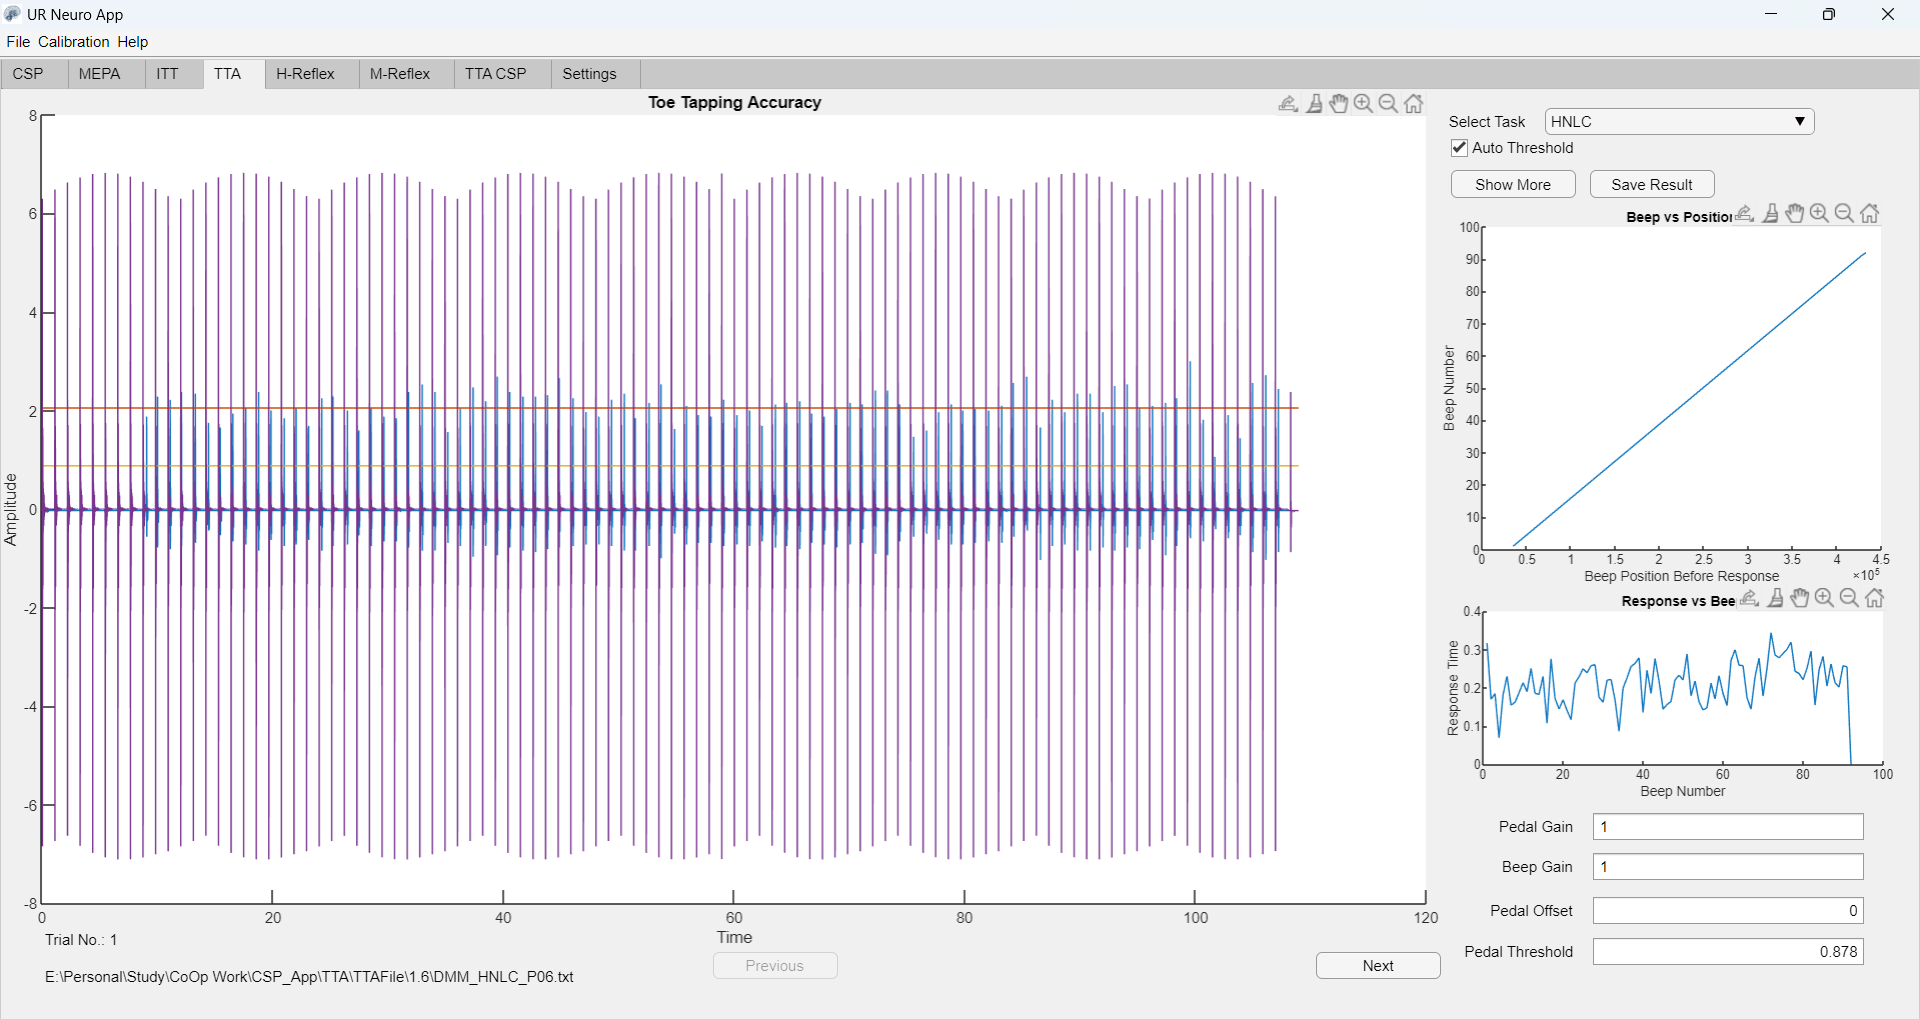 UR Neuro App
File Calibration Help
CSP MEPA ITT TTA H-Reflex M-Reflex TTA CSP Settings
Toe Tapping Accuracy
8
6
4
2
0
-2
-4
-6
-8
Amplitude
0 20 40 60 80 100 120
Time
Trial No.: 1
E:\Personal\Study\CoOp Work\CSP_App\TTA\TTAFile\1.6\DMM_HNLC_P06.txt
Previous
Next
Select Task HNLC
Auto Threshold
Show More Save Result
Beep vs Position
100
90
80
70
60
50
40
30
20
10
0
Beep Number
0 0.5 1 1.5 2 2.5 3 3.5 4 4.5
Beep Position Before Response ×10⁵
Response vs Bee
0.4
0.3
0.2
0.1
0
Response Time
0 20 40 60 80 100
Beep Number
Pedal Gain 1
Beep Gain 1
Pedal Offset 0
Pedal Threshold 0.878